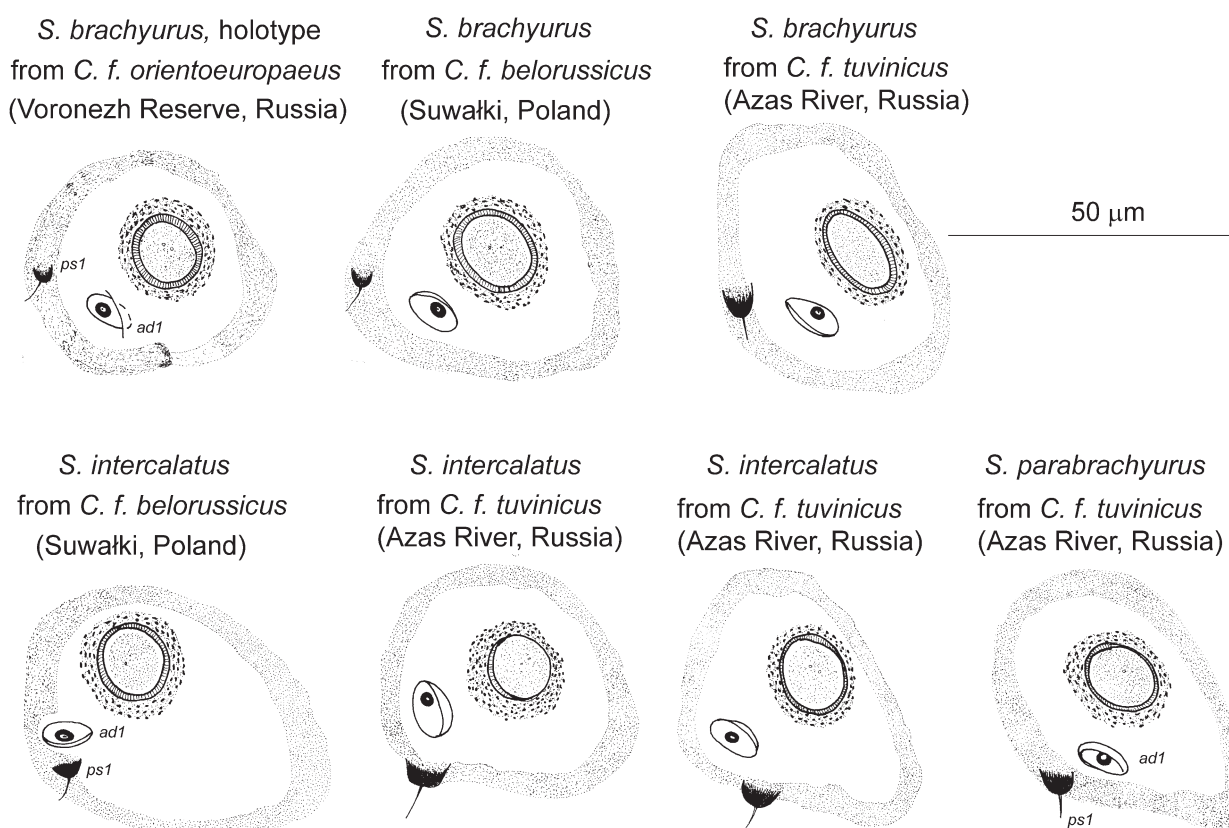 S. brachyurus, holotype
from C. f. orientoeuropaeus
(Voronezh Reserve, Russia)
S. brachyurus
from C. f. belorussicus
(Suwałki, Poland)
S. brachyurus
from C. f. tuvinicus
(Azas River, Russia)
50 μm
ps1
ad1
S. intercalatus
from C. f. belorussicus
(Suwałki, Poland)
S. intercalatus
from C. f. tuvinicus
(Azas River, Russia)
S. intercalatus
from C. f. tuvinicus
(Azas River, Russia)
S. parabrachyurus
from C. f. tuvinicus
(Azas River, Russia)
ad1
ps1
ad1
ps1